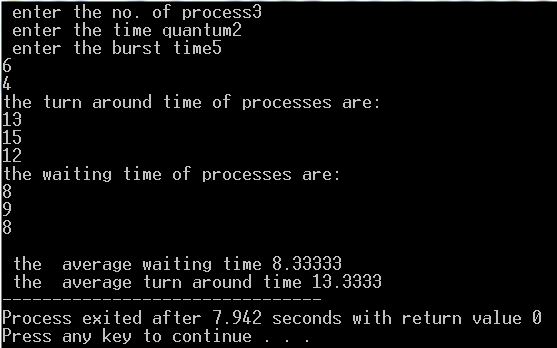 enter the no. of process3
enter the time quantum2
enter the burst time5
6
4
the turn around time of processes are:
13
15
12
the waiting time of processes are:
8
9
8
the  average waiting time 8.33333
the  average turn around time 13.3333
--------------------------------
Process exited after 7.942 seconds with return value 0
Press any key to continue . . .